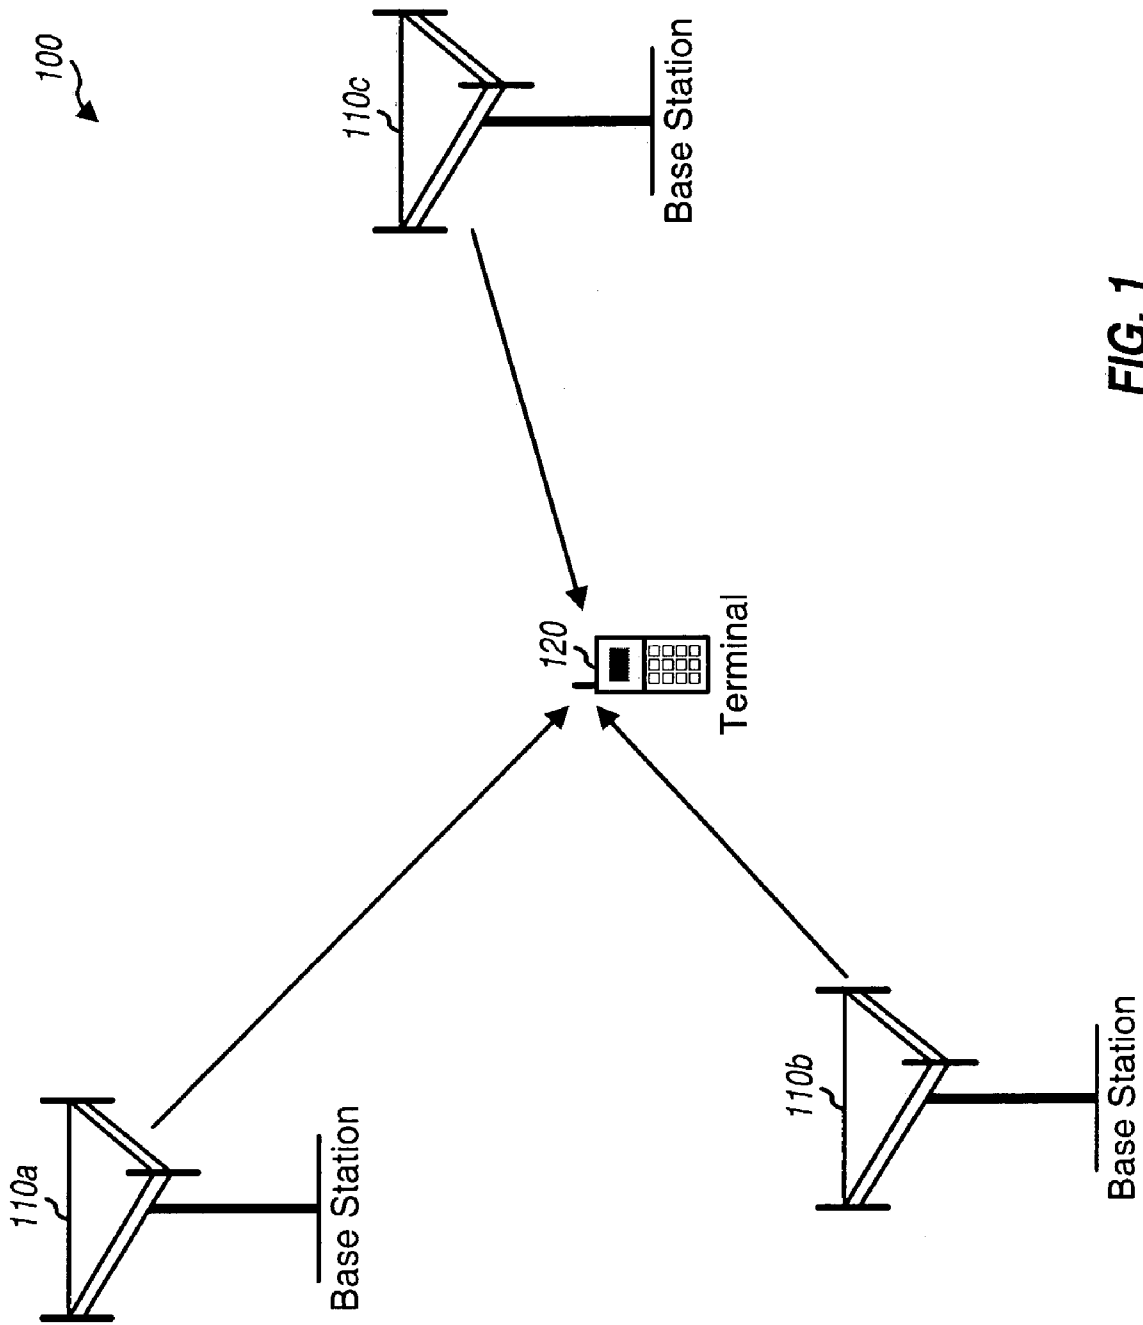 100
110a
Base Station
110b
Base Station
110c
Base Station
120
Terminal
FIG. 1